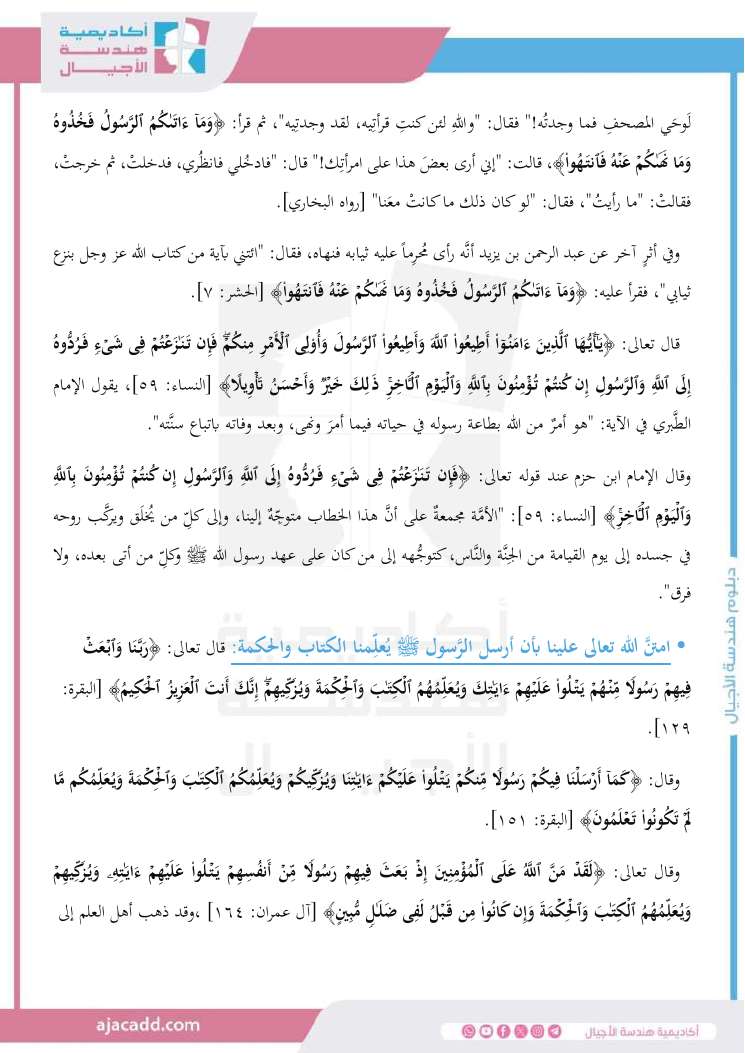 أكاديمية
هندسة
الأجيال
لَوحَي المصحفِ فما وجدتُه!" فقال: "واللهِ لئن كنتِ قرأتِيه، لقد وجدتِيه"، ثم قرأ: ﴿وَمَآ ءَاتَىٰكُمُ ٱلرَّسُولُ فَخُذُوهُ
وَمَا نَهَىٰكُمْ عَنْهُ فَٱنتَهُوا۟﴾، قالت: "إني أرى بعضَ هذا على امرأتِك!" قال: "فادخُلي فانظُري، فدخلتْ، ثم خرجتْ،
فقالتْ: "ما رأيتُ"، فقال: "لو كان ذلك ما كانتْ معَنا" [رواه البخاري].
وفي أثرٍ آخر عن عبد الرحمن بن يزيد أنَّه رأى مُحرِماً عليه ثيابه فنهاه، فقال: "ائتني بآية من كتاب الله عز وجل بنزع
ثيابي"، فقرأ عليه: ﴿وَمَآ ءَاتَىٰكُمُ ٱلرَّسُولُ فَخُذُوهُ وَمَا نَهَىٰكُمْ عَنْهُ فَٱنتَهُوا۟﴾ [الحشر: ٧].
قال تعالى: ﴿يَٰٓأَيُّهَا ٱلَّذِينَ ءَامَنُوٓا۟ أَطِيعُوا۟ ٱللَّهَ وَأَطِيعُوا۟ ٱلرَّسُولَ وَأُو۟لِى ٱلْأَمْرِ مِنكُمْ ۖ فَإِن تَنَٰزَعْتُمْ فِى شَىْءٍ فَرُدُّوهُ
إِلَى ٱللَّهِ وَٱلرَّسُولِ إِن كُنتُمْ تُؤْمِنُونَ بِٱللَّهِ وَٱلْيَوْمِ ٱلْءَاخِرِ ۚ ذَٰلِكَ خَيْرٌ وَأَحْسَنُ تَأْوِيلًا﴾ [النساء: ٥٩]، يقول الإمام
الطَّبري في الآية: "هو أمرٌ من الله بطاعة رسوله في حياته فيما أمرَ ونهى، وبعد وفاته باتباع سنَّته".
وقال الإمام ابن حزم عند قوله تعالى: ﴿فَإِن تَنَٰزَعْتُمْ فِى شَىْءٍ فَرُدُّوهُ إِلَى ٱللَّهِ وَٱلرَّسُولِ إِن كُنتُمْ تُؤْمِنُونَ بِٱللَّهِ
وَٱلْيَوْمِ ٱلْءَاخِرِ ۚ﴾ [النساء: ٥٩]: "الأمَّة مجمعةٌ على أنَّ هذا الخطاب متوجِّهٌ إلينا، وإلى كلِّ من يُخلَق ويركَّب روحه
في جسده إلى يوم القيامة من الجِنَّة والنَّاس، كتوجُّهه إلى من كان على عهد رسول الله ﷺ وكلِّ من أتى بعده، ولا
فرق".
• امتنَّ الله تعالى علينا بأن أرسل الرَّسول ﷺ يُعلِّمنا الكتاب والحكمة: قال تعالى: ﴿رَبَّنَا وَٱبْعَثْ
فِيهِمْ رَسُولًا مِّنْهُمْ يَتْلُوا۟ عَلَيْهِمْ ءَايَٰتِكَ وَيُعَلِّمُهُمُ ٱلْكِتَٰبَ وَٱلْحِكْمَةَ وَيُزَكِّيهِمْ ۚ إِنَّكَ أَنتَ ٱلْعَزِيزُ ٱلْحَكِيمُ﴾ [البقرة:
١٢٩].
وقال: ﴿كَمَآ أَرْسَلْنَا فِيكُمْ رَسُولًا مِّنكُمْ يَتْلُوا۟ عَلَيْكُمْ ءَايَٰتِنَا وَيُزَكِّيكُمْ وَيُعَلِّمُكُمُ ٱلْكِتَٰبَ وَٱلْحِكْمَةَ وَيُعَلِّمُكُم مَّا
لَمْ تَكُونُوا۟ تَعْلَمُونَ﴾ [البقرة: ١٥١].
وقال تعالى: ﴿لَقَدْ مَنَّ ٱللَّهُ عَلَى ٱلْمُؤْمِنِينَ إِذْ بَعَثَ فِيهِمْ رَسُولًا مِّنْ أَنفُسِهِمْ يَتْلُوا۟ عَلَيْهِمْ ءَايَٰتِهِۦ وَيُزَكِّيهِمْ
وَيُعَلِّمُهُمُ ٱلْكِتَٰبَ وَٱلْحِكْمَةَ وَإِن كَانُوا۟ مِن قَبْلُ لَفِى ضَلَٰلٍ مُّبِينٍ﴾ [آل عمران: ١٦٤] ،وقد ذهب أهل العلم إلى
أكاديمية
هندسة
الأجيال
دبلوم هندسة الأجيال
أكاديمية هندسة الأجيال
ajacadd.com